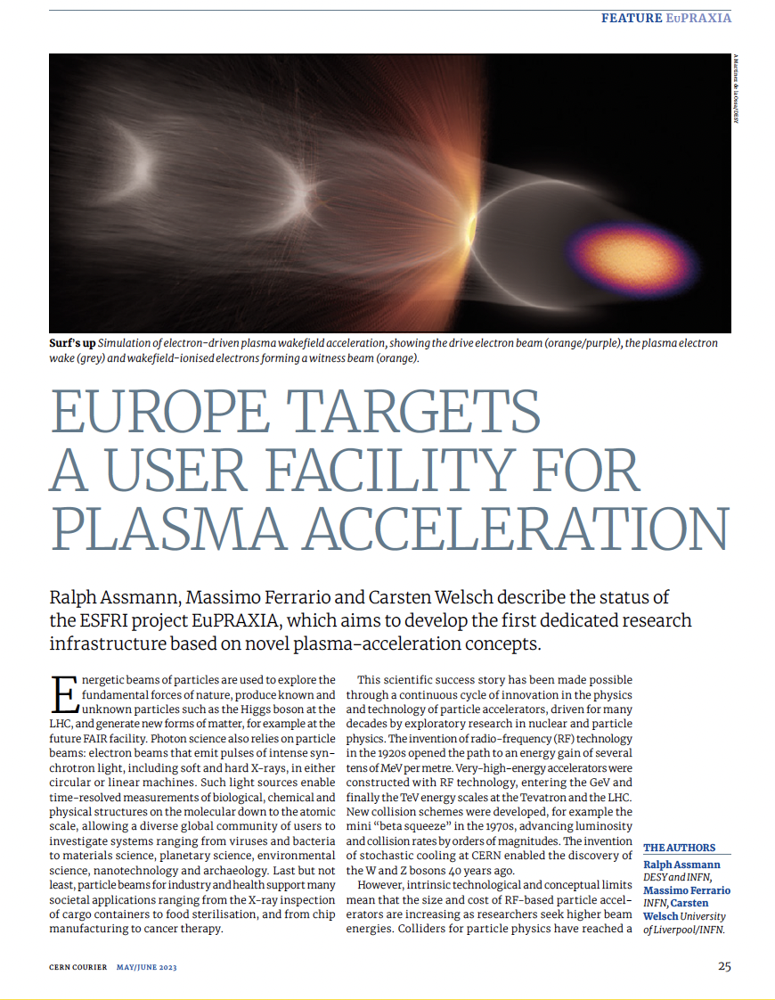 FEATURE EuPRAXIA
A Martinez de la Ossa/DESY
Surf's up Simulation of electron-driven plasma wakefield acceleration, showing the drive electron beam (orange/purple), the plasma electron
wake (grey) and wakefield-ionised electrons forming a witness beam (orange).
EUROPE TARGETS
A USER FACILITY FOR
PLASMA ACCELERATION
Ralph Assmann, Massimo Ferrario and Carsten Welsch describe the status of
the ESFRI project EuPRAXIA, which aims to develop the first dedicated research
infrastructure based on novel plasma-acceleration concepts.
Energetic beams of particles are used to explore the
fundamental forces of nature, produce known and
unknown particles such as the Higgs boson at the
LHC, and generate new forms of matter, for example at the
future FAIR facility. Photon science also relies on particle
beams: electron beams that emit pulses of intense syn-
chrotron light, including soft and hard X-rays, in either
circular or linear machines. Such light sources enable
time-resolved measurements of biological, chemical and
physical structures on the molecular down to the atomic
scale, allowing a diverse global community of users to
investigate systems ranging from viruses and bacteria
to materials science, planetary science, environmental
science, nanotechnology and archaeology. Last but not
least, particle beams for industry and health support many
societal applications ranging from the X-ray inspection
of cargo containers to food sterilisation, and from chip
manufacturing to cancer therapy.
This scientific success story has been made possible
through a continuous cycle of innovation in the physics
and technology of particle accelerators, driven for many
decades by exploratory research in nuclear and particle
physics. The invention of radio-frequency (RF) technology
in the 1920s opened the path to an energy gain of several
tens of MeV per metre. Very-high-energy accelerators were
constructed with RF technology, entering the GeV and
finally the TeV energy scales at the Tevatron and the LHC.
New collision schemes were developed, for example the
mini "beta squeeze" in the 1970s, advancing luminosity
and collision rates by orders of magnitudes. The invention
of stochastic cooling at CERN enabled the discovery of
the W and Z bosons 40 years ago.
However, intrinsic technological and conceptual limits
mean that the size and cost of RF-based particle accel-
erators are increasing as researchers seek higher beam
energies. Colliders for particle physics have reached a
THE AUTHORS
Ralph Assmann
DESY and INFN,
Massimo Ferrario
INFN, Carsten
Welsch University
of Liverpool/INFN.
CERN COURIER MAY/JUNE 2023
25